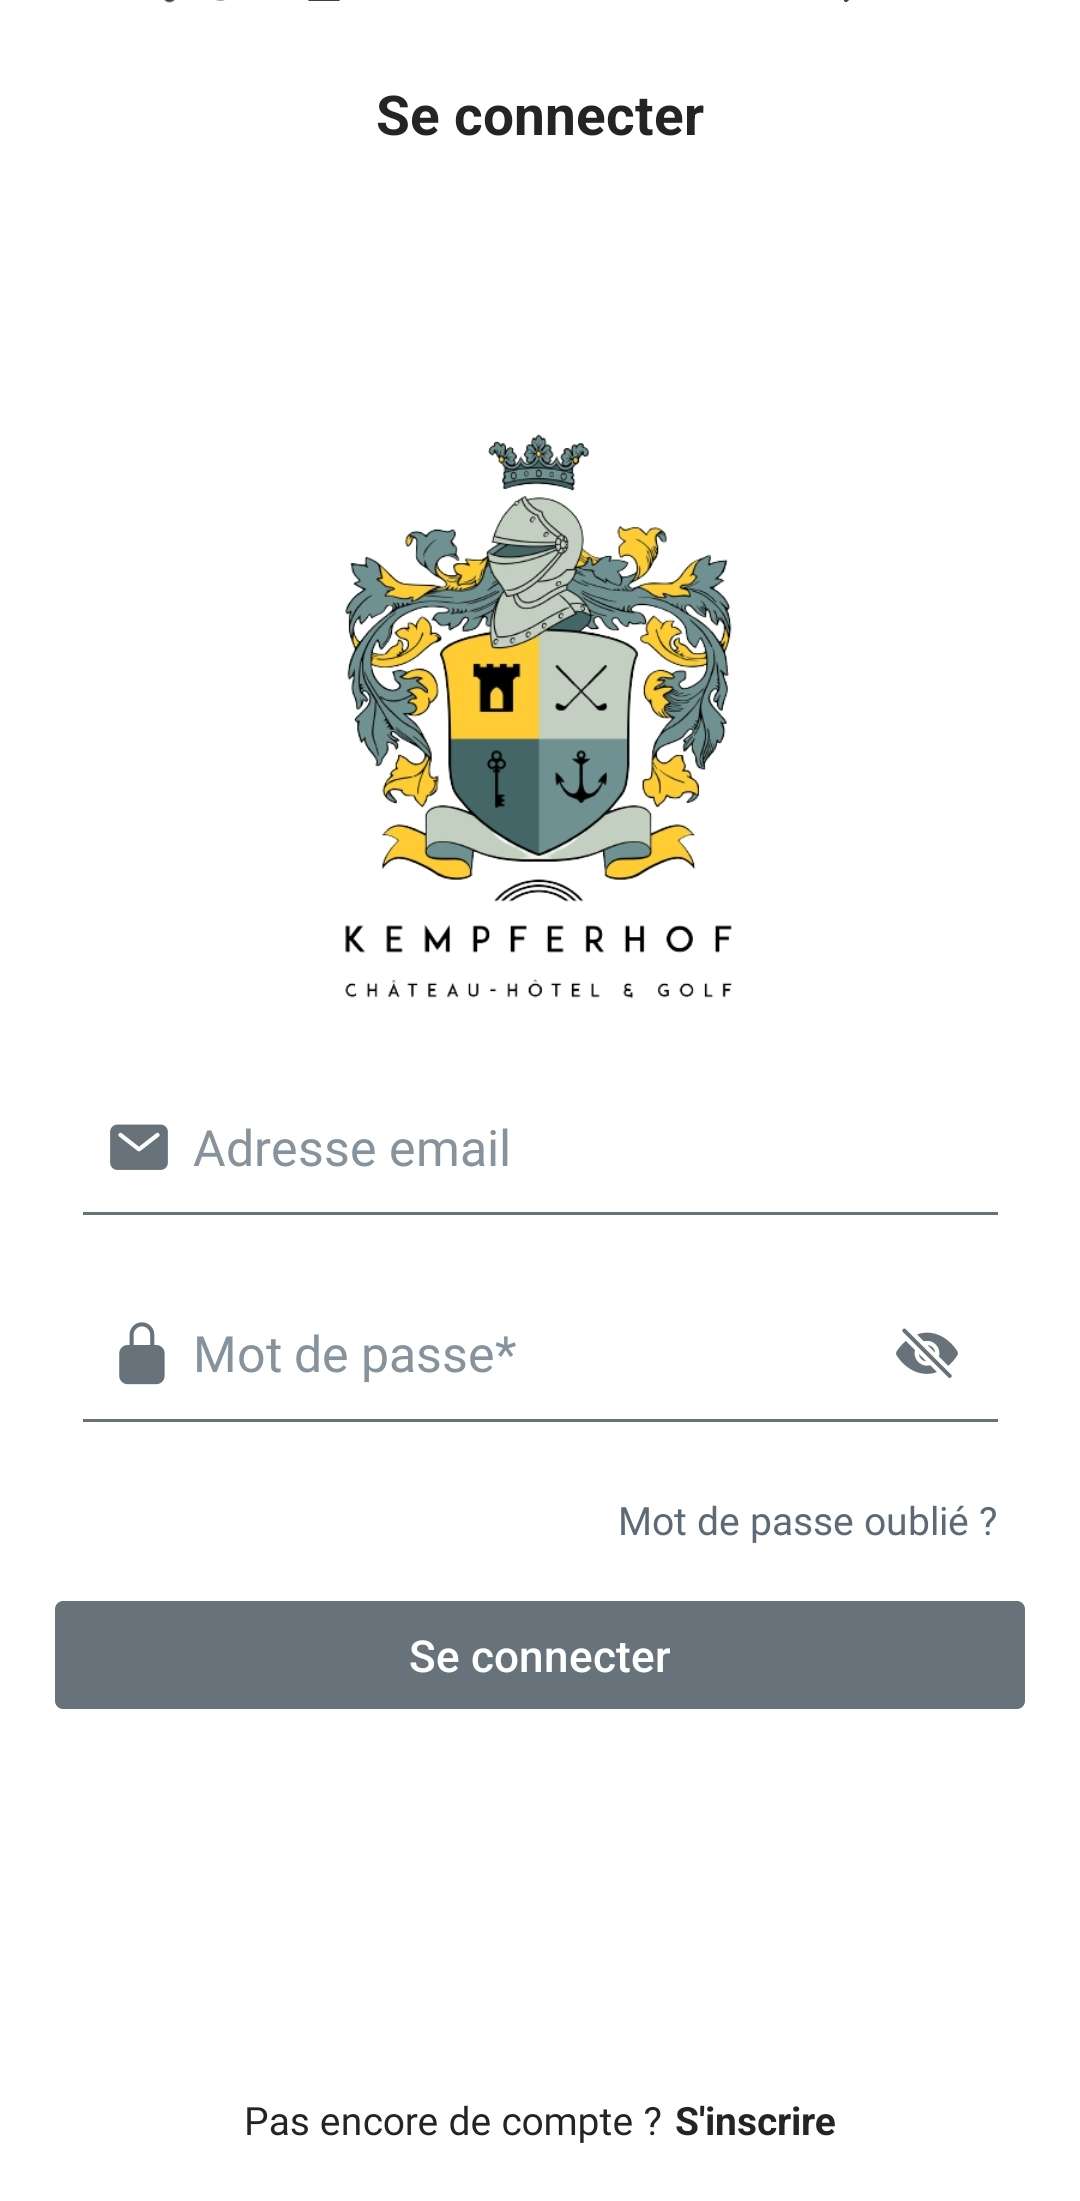 Se connecter
KEMPFERHOF
CHÂTEAU-HÔTEL & GOLF
Adresse email
Mot de passe*
Mot de passe oublié ?
Se connecter
Pas encore de compte ? S'inscrire